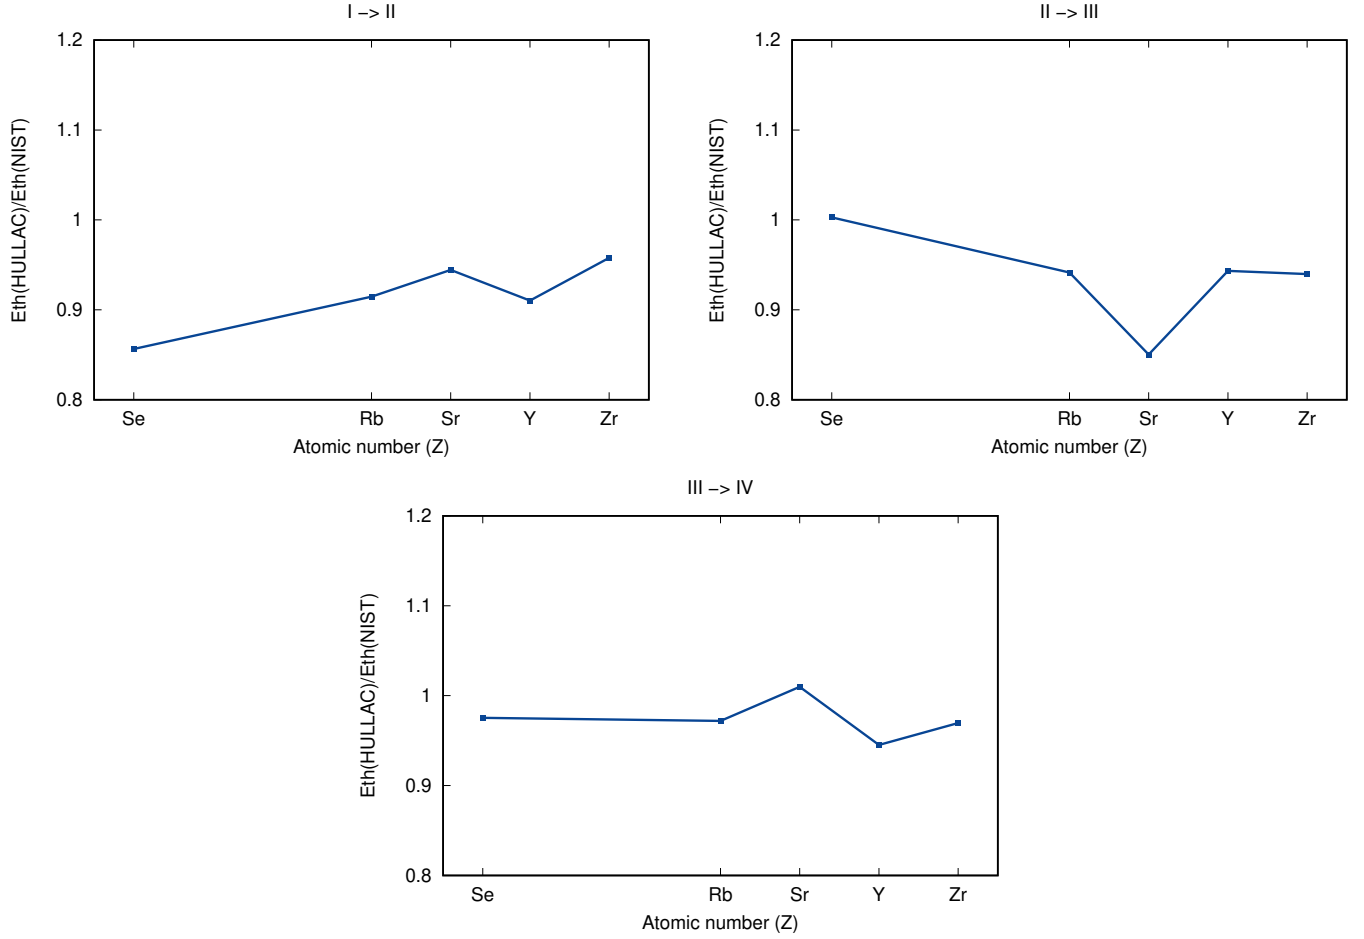 I −> II
1.2
1.1
1
0.9
0.8
Eth(HULLAC)/Eth(NIST)
Se Rb Sr Y Zr
Atomic number (Z)
II −> III
1.2
1.1
1
0.9
0.8
Eth(HULLAC)/Eth(NIST)
Se Rb Sr Y Zr
Atomic number (Z)
III −> IV
1.2
1.1
1
0.9
0.8
Eth(HULLAC)/Eth(NIST)
Se Rb Sr Y Zr
Atomic number (Z)